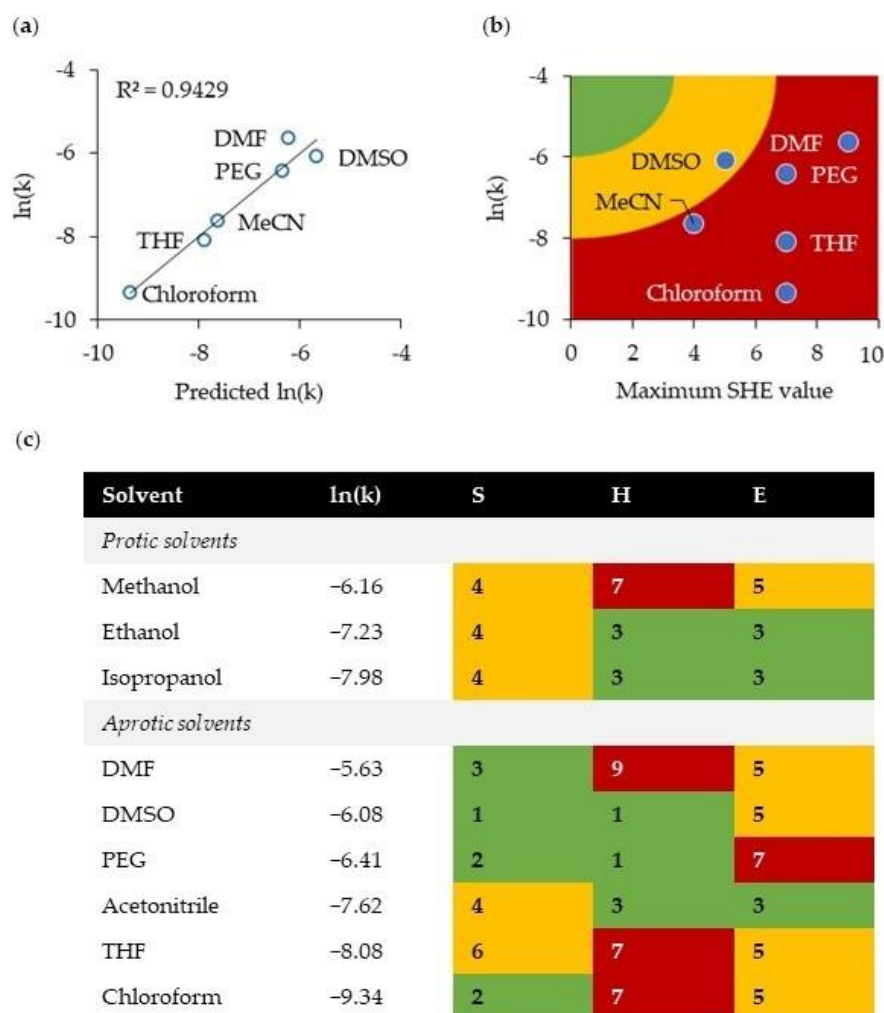 (a)
-4
R² = 0.9429
DMF
-6
DMSO
PEG
ln(k)
MeCN
-8
THF
Chloroform
-10
-10 -8 -6 -4
Predicted ln(k)
(b)
-4
DMF
-6
DMSO
PEG
ln(k)
MeCN
-8
THF
Chloroform
-10
0 2 4 6 8 10
Maximum SHE value
(c)
Solvent ln(k) S H E
Protic solvents
Methanol −6.16 4 7 5
Ethanol −7.23 4 3 3
Isopropanol −7.98 4 3 3
Aprotic solvents
DMF −5.63 3 9 5
DMSO −6.08 1 1 5
PEG −6.41 2 1 7
Acetonitrile −7.62 4 3 3
THF −8.08 6 7 5
Chloroform −9.34 2 7 5